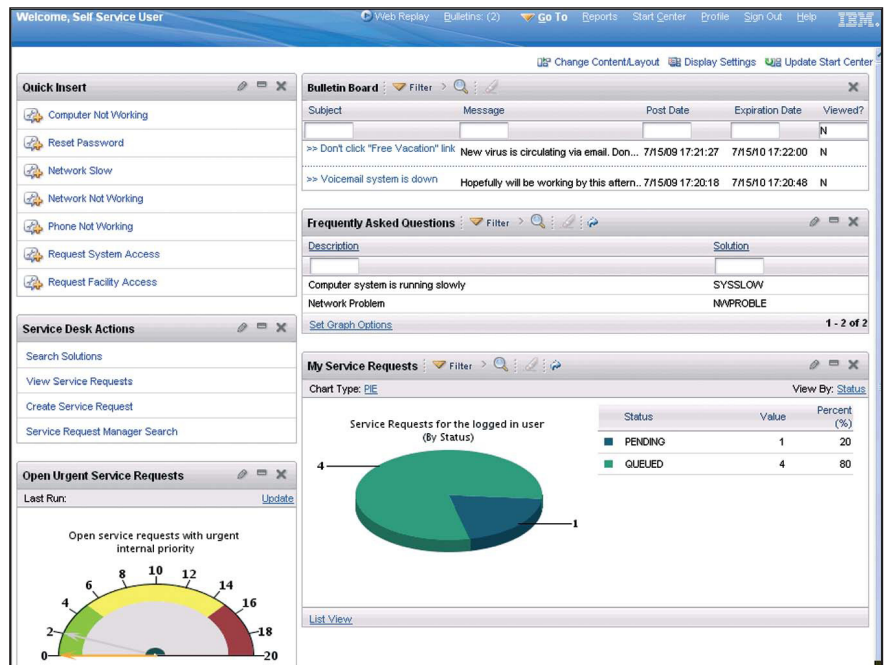 Welcome, Self Service User
Web Replay Bulletins: (2) Go To Reports Start Center Profile Sign Out Help IBM.
Change Content/Layout Display Settings Update Start Center
Quick Insert
Computer Not Working
Reset Password
Network Slow
Network Not Working
Phone Not Working
Request System Access
Request Facility Access
Service Desk Actions
Search Solutions
View Service Requests
Create Service Request
Service Request Manager Search
Open Urgent Service Requests
Last Run: Update
Open service requests with urgent
internal priority
0 2 4 6 8 10 12 14 16 18 20
Bulletin Board Filter >
Subject Message Post Date Expiration Date Viewed?
N
>> Don't click "Free Vacation" link New virus is circulating via email. Don... 7/15/09 17:21:27 7/15/10 17:22:00 N
>> Voicemail system is down Hopefully will be working by this aftern.. 7/15/09 17:20:18 7/15/10 17:20:48 N
Frequently Asked Questions Filter >
Description Solution
Computer system is running slowly SYSSLOW
Network Problem NWPROBLE
Set Graph Options 1 - 2 of 2
My Service Requests Filter >
Chart Type: PIE View By: Status
Service Requests for the logged in user
(By Status)
4
1
Status Value Percent
(%)
PENDING 1 20
QUEUED 4 80
List View